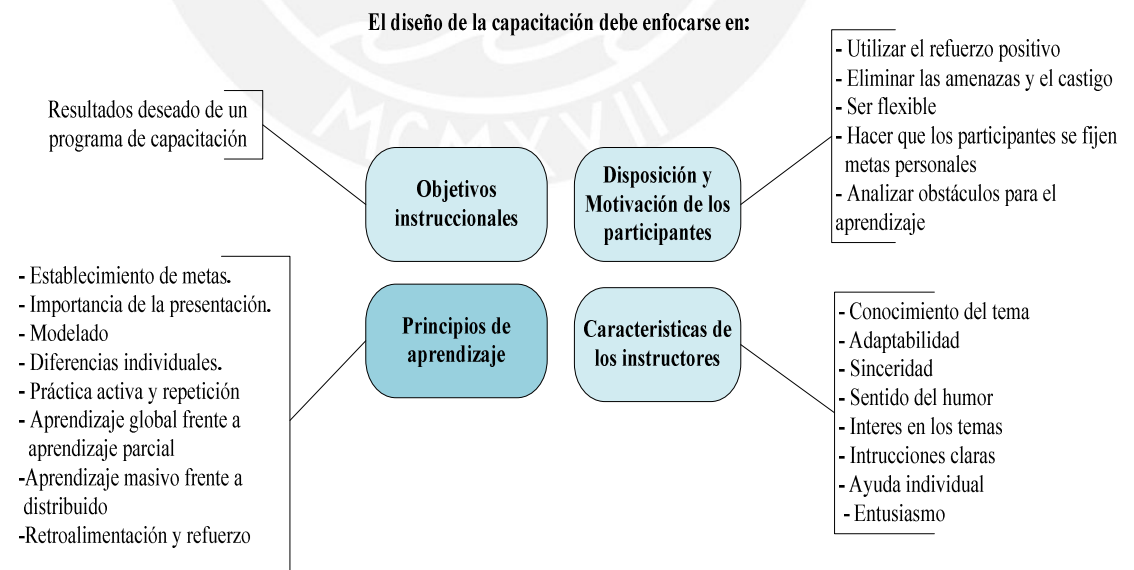 El diseño de la capacitación debe enfocarse en:
Resultados deseado de un
programa de capacitación
Objetivos
instruccionales
Disposición y
Motivación de los
participantes
- Utilizar el refuerzo positivo
- Eliminar las amenazas y el castigo
- Ser flexible
- Hacer que los participantes se fijen
metas personales
- Analizar obstáculos para el
aprendizaje
- Establecimiento de metas.
- Importancia de la presentación.
- Modelado
- Diferencias individuales.
- Práctica activa y repetición
- Aprendizaje global frente a
aprendizaje parcial
-Aprendizaje masivo frente a
distribuido
-Retroalimentación y refuerzo
Principios de
aprendizaje
Caracteristicas de
los instructores
- Conocimiento del tema
- Adaptabilidad
- Sinceridad
- Sentido del humor
- Interes en los temas
- Intrucciones claras
- Ayuda individual
- Entusiasmo
MCMXVII